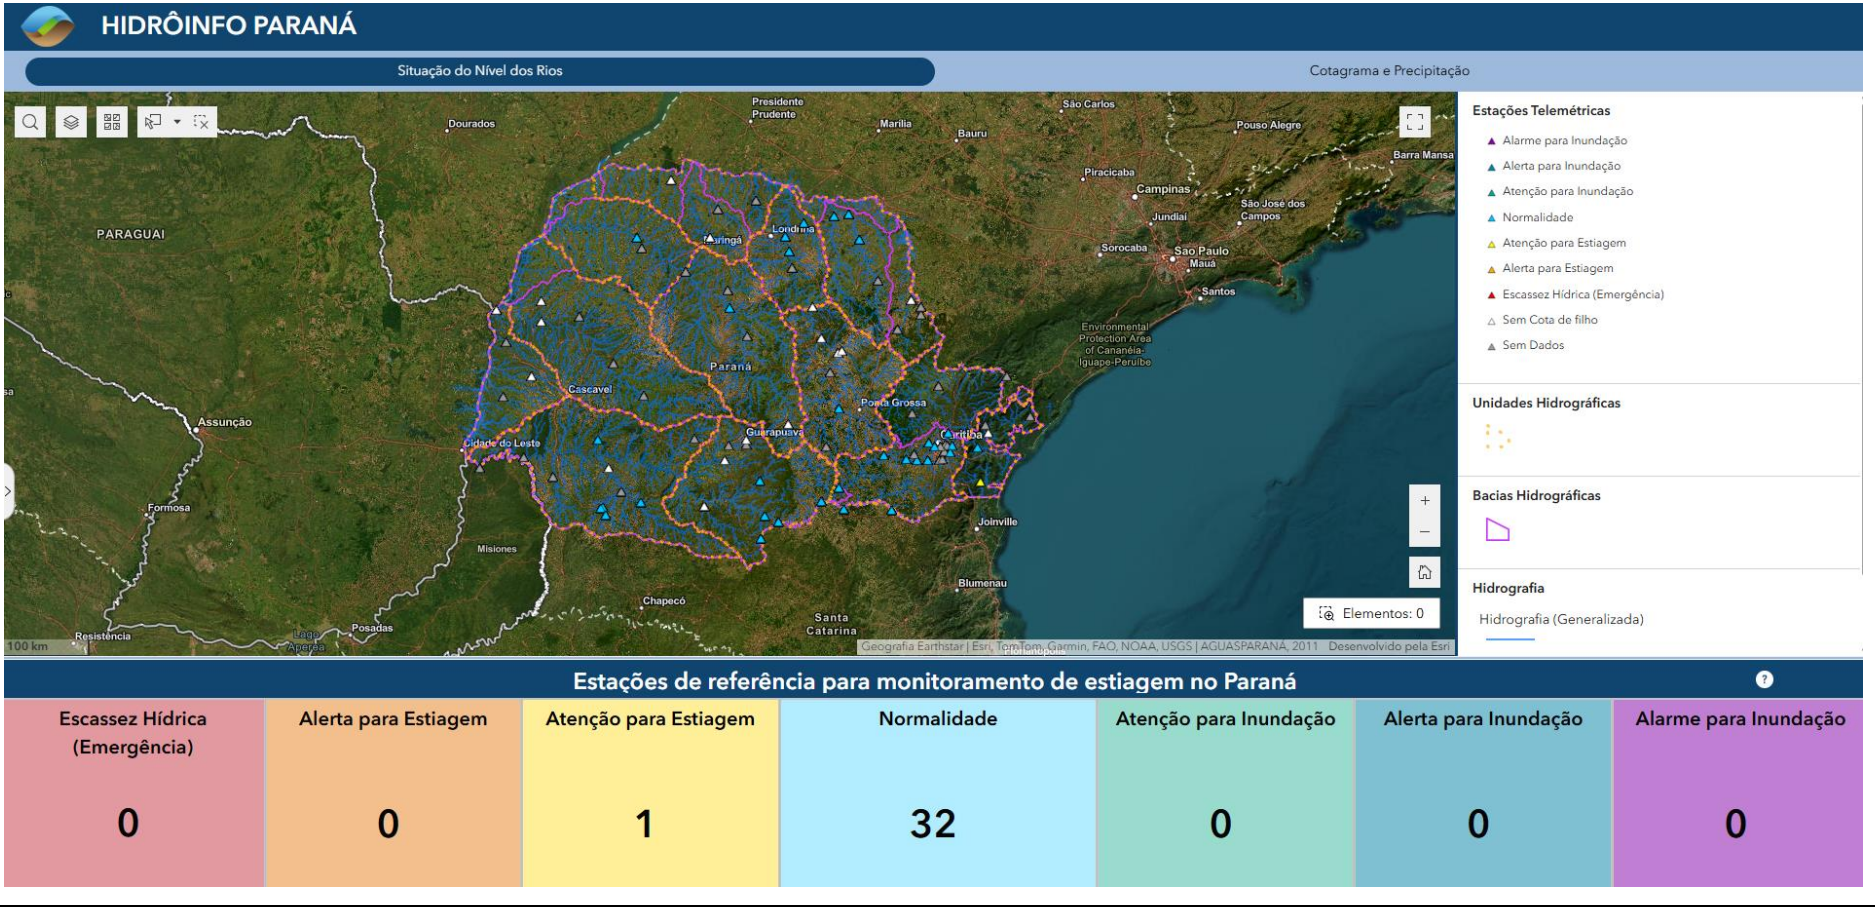 HIDRÔINFO PARANÁ
Situação do Nível dos Rios
Cotagrama e Precipitação
Presidente
Prudente
Dourados
Marília
Bauru
São Carlos
Pouso Alegre
Barra Mansa
Piracicaba
Campinas
Jundiaí
São José dos
Campos
Sorocaba
Sao Paulo
Mauá
Santos
PARAGUAI
Londrina
Maringá
Environmental
Protection Area
of Cananéia-
Iguape-Peruíbe
Paraná
Cascavel
Ponta Grossa
Assunção
Guarapuava
Curitiba
Cidade do Leste
Formosa
Joinville
Misiones
Blumenau
Chapecó
Santa
Catarina
Posadas
Resistência
Lago
Apereá
100 km
Elementos: 0
Geografia Earthstar | Esri, TomTom, Garmin, FAO, NOAA, USGS | AGUASPARANÁ, 2011 Desenvolvido pela Esri
Estações Telemétricas
Alarme para Inundação
Alerta para Inundação
Atenção para Inundação
Normalidade
Atenção para Estiagem
Alerta para Estiagem
Escassez Hídrica (Emergência)
Sem Cota de filho
Sem Dados
Unidades Hidrográficas
Bacias Hidrográficas
Hidrografia
Hidrografia (Generalizada)
Estações de referência para monitoramento de estiagem no Paraná
?
Escassez Hídrica
(Emergência)
0
Alerta para Estiagem
0
Atenção para Estiagem
1
Normalidade
32
Atenção para Inundação
0
Alerta para Inundação
0
Alarme para Inundação
0